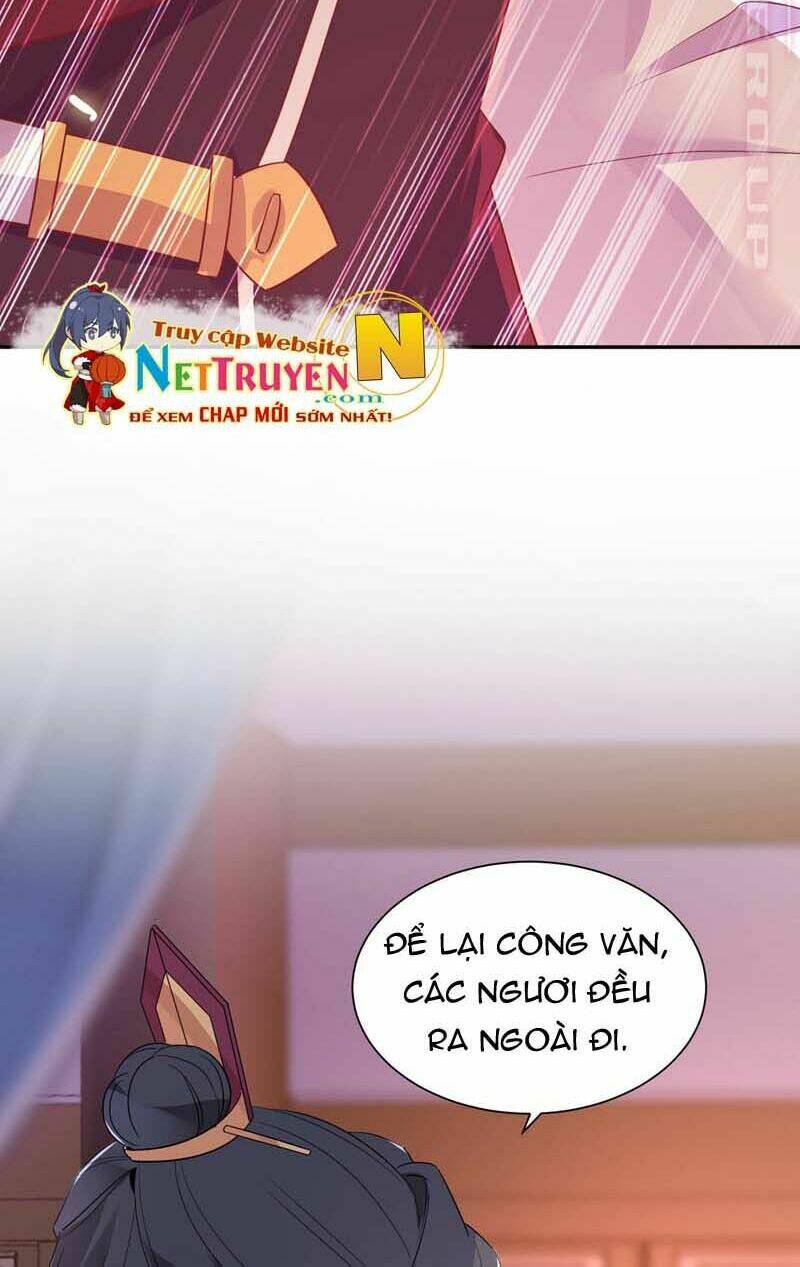 ROUP
Truy cập Website
N
NETTRUYEN
.com
ĐỂ XEM CHAP MỚI SỚM NHẤT!
ĐỂ LẠI CÔNG VĂN,
CÁC NGƯƠI ĐỀU
RA NGOÀI ĐI.